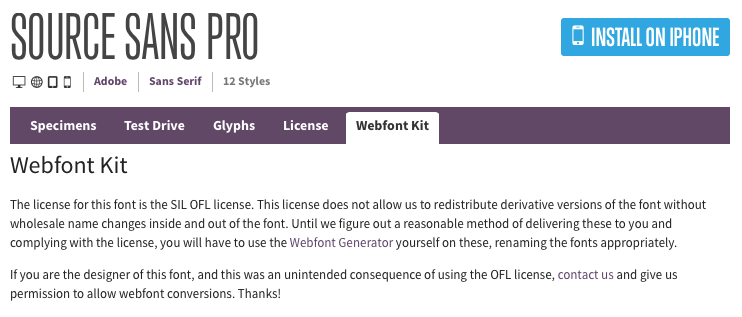 SOURCE SANS PRO
INSTALL ON IPHONE
Adobe Sans Serif 12 Styles
Specimens Test Drive Glyphs License Webfont Kit
Webfont Kit
The license for this font is the SIL OFL license. This license does not allow us to redistribute derivative versions of the font without
wholesale name changes inside and out of the font. Until we figure out a reasonable method of delivering these to you and
complying with the license, you will have to use the Webfont Generator yourself on these, renaming the fonts appropriately.
If you are the designer of this font, and this was an unintended consequence of using the OFL license, contact us and give us
permission to allow webfont conversions. Thanks!